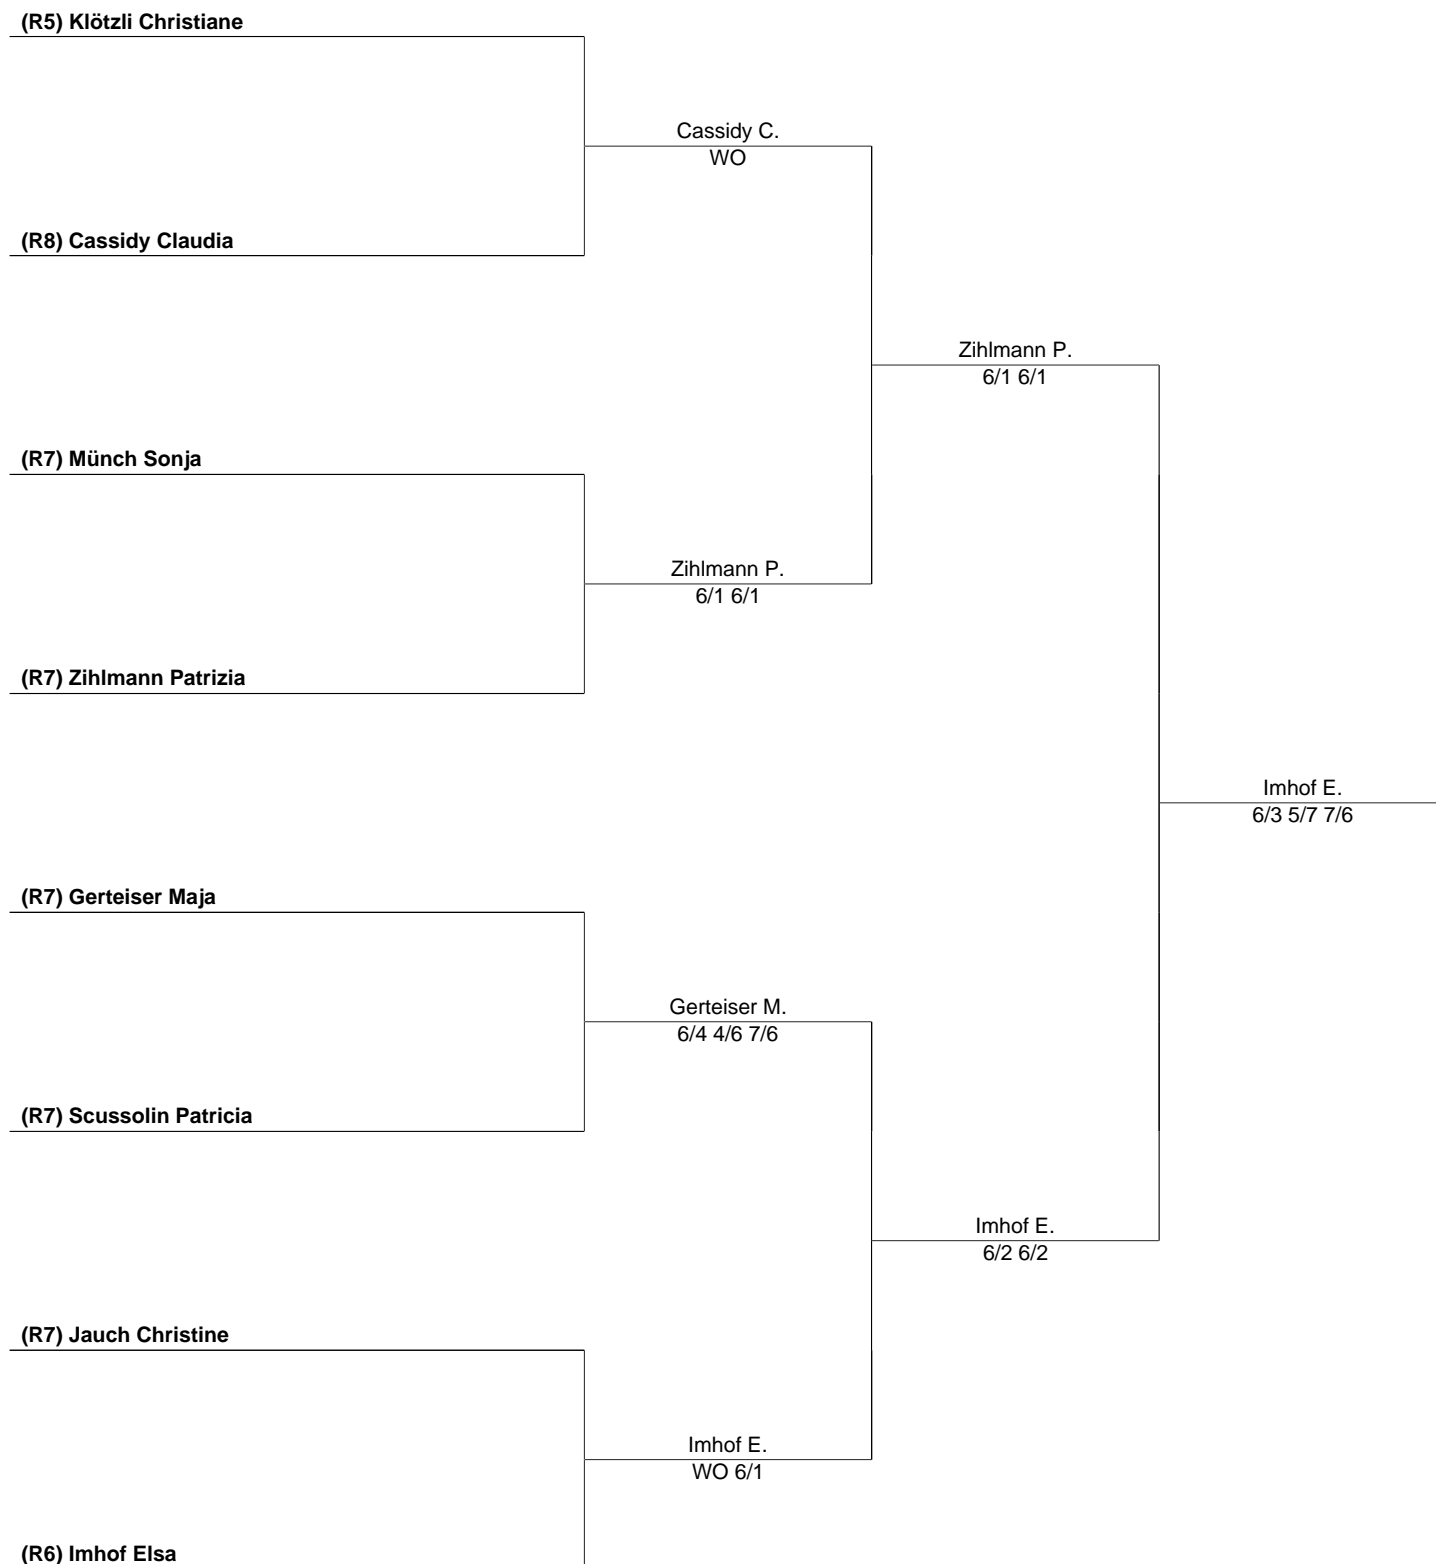 (R5) Klötzli Christiane
Cassidy C.
WO
(R8) Cassidy Claudia
Zihlmann P.
6/1 6/1
(R7) Münch Sonja
Zihlmann P.
6/1 6/1
(R7) Zihlmann Patrizia
Imhof E.
6/3 5/7 7/6
(R7) Gerteiser Maja
Gerteiser M.
6/4 4/6 7/6
(R7) Scussolin Patricia
Imhof E.
6/2 6/2
(R7) Jauch Christine
Imhof E.
WO 6/1
(R6) Imhof Elsa